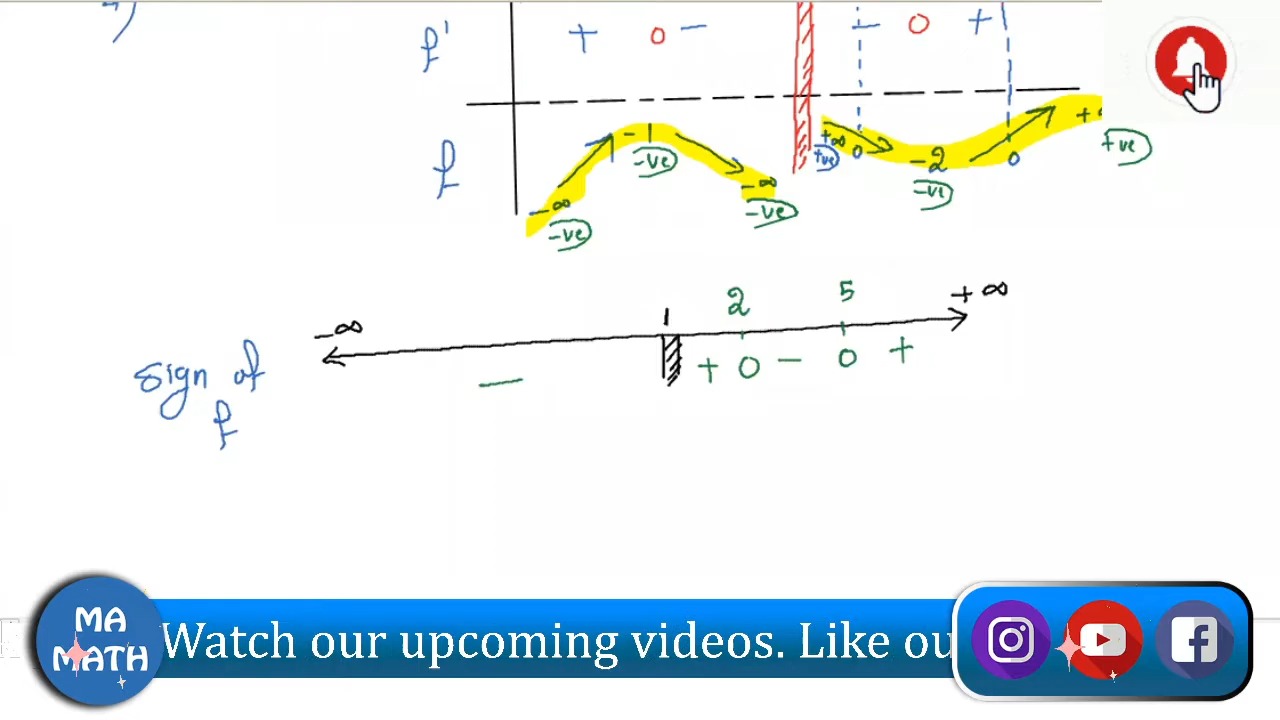 4)
f' + 0 - - 0 +
f -∞ -1 -∞ +∞ 0 -2 0 +∞
-ve -ve -ve +ve -ve +ve
-∞ 1 2 5 +∞
sign of f - + 0 - 0 +
MA MATH
Watch our upcoming videos. Like ou